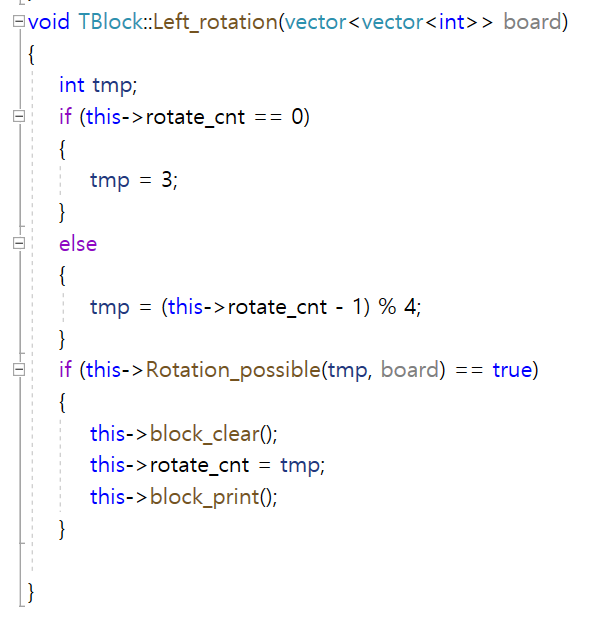 void TBlock::Left_rotation(vector<vector<int>> board)
{
int tmp;
if (this->rotate_cnt == 0)
{
tmp = 3;
}
else
{
tmp = (this->rotate_cnt - 1) % 4;
}
if (this->Rotation_possible(tmp, board) == true)
{
this->block_clear();
this->rotate_cnt = tmp;
this->block_print();
}
}